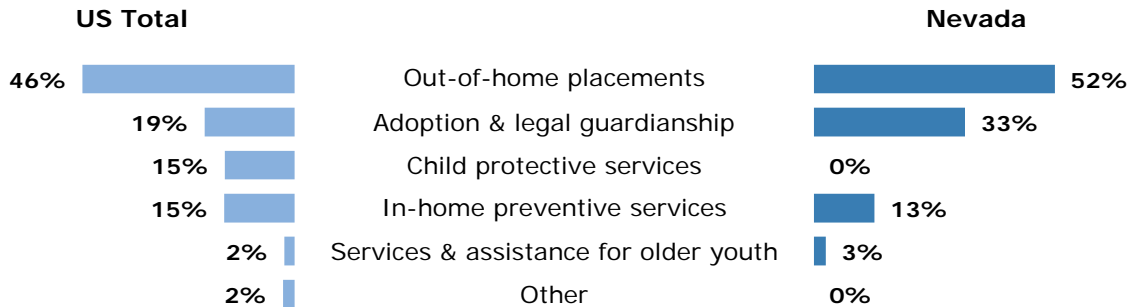 US Total Nevada
46% Out-of-home placements 52%
19% Adoption & legal guardianship 33%
15% Child protective services 0%
15% In-home preventive services 13%
2% Services & assistance for older youth 3%
2% Other 0%